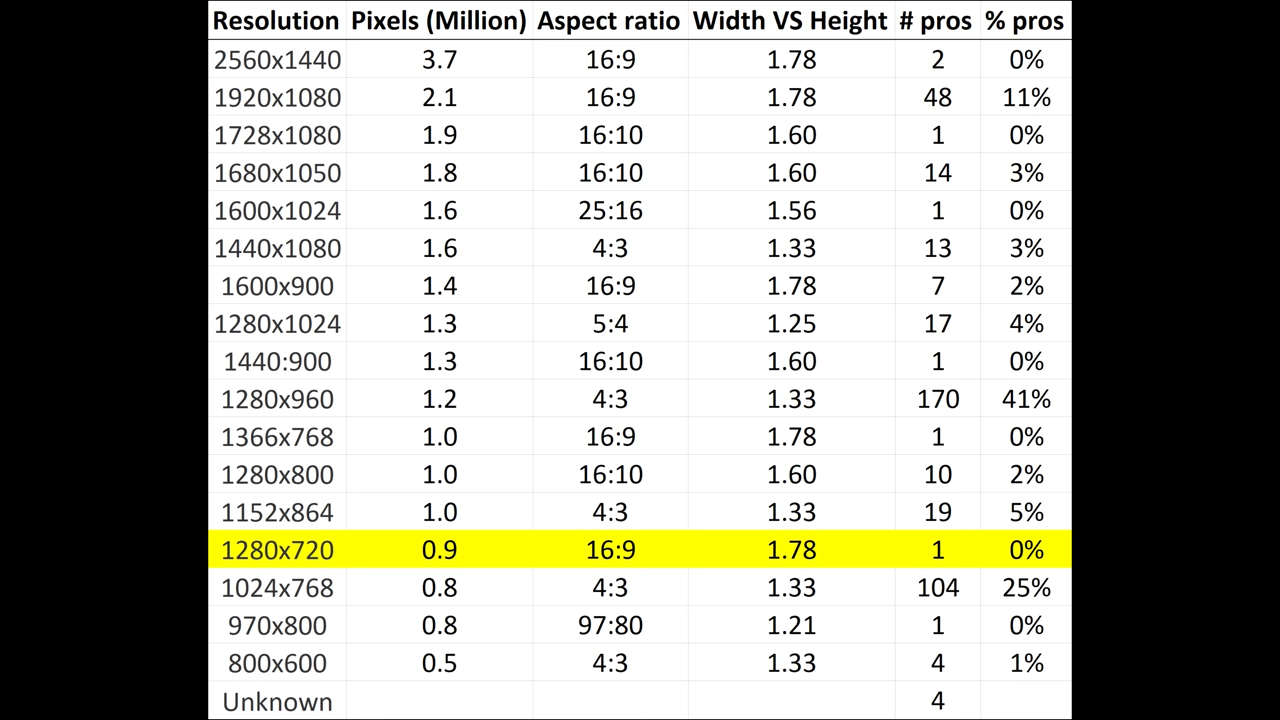 Resolution Pixels (Million) Aspect ratio Width VS Height # pros % pros
2560x1440 3.7 16:9 1.78 2 0%
1920x1080 2.1 16:9 1.78 48 11%
1728x1080 1.9 16:10 1.60 1 0%
1680x1050 1.8 16:10 1.60 14 3%
1600x1024 1.6 25:16 1.56 1 0%
1440x1080 1.6 4:3 1.33 13 3%
1600x900 1.4 16:9 1.78 7 2%
1280x1024 1.3 5:4 1.25 17 4%
1440:900 1.3 16:10 1.60 1 0%
1280x960 1.2 4:3 1.33 170 41%
1366x768 1.0 16:9 1.78 1 0%
1280x800 1.0 16:10 1.60 10 2%
1152x864 1.0 4:3 1.33 19 5%
1280x720 0.9 16:9 1.78 1 0%
1024x768 0.8 4:3 1.33 104 25%
970x800 0.8 97:80 1.21 1 0%
800x600 0.5 4:3 1.33 4 1%
Unknown 4